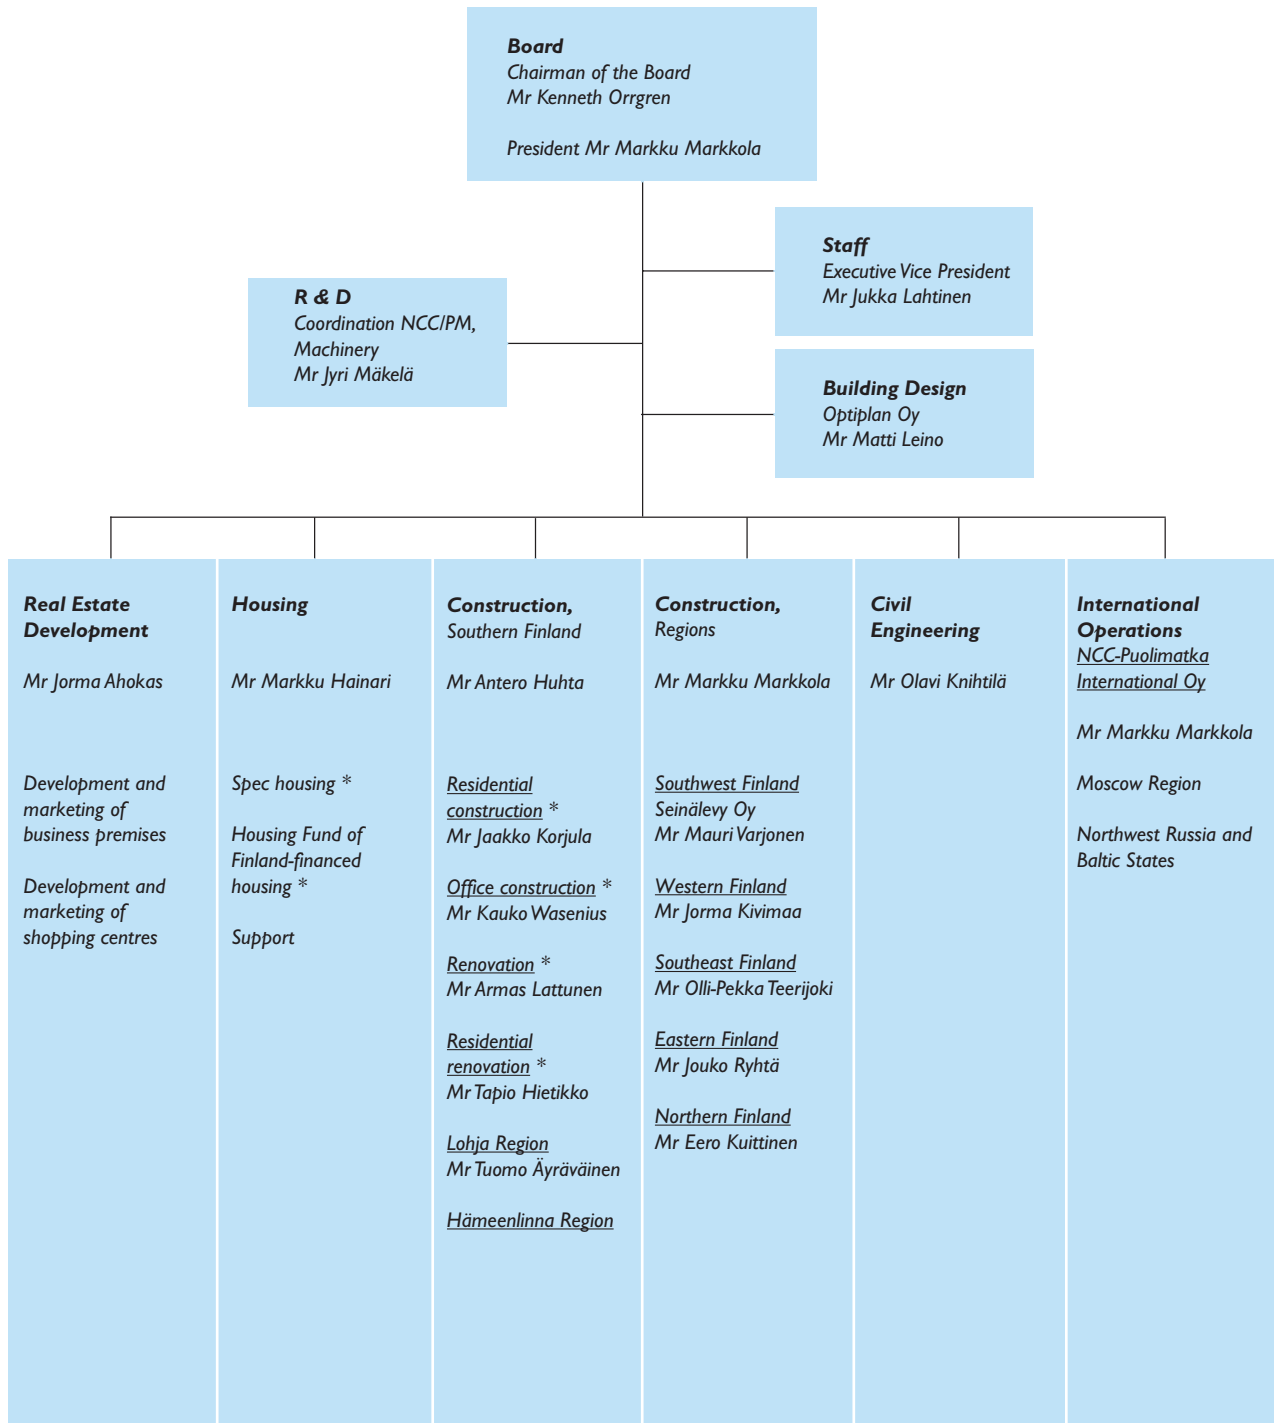 Board
Chairman of the Board
Mr Kenneth Orrgren
President Mr Markku Markkola
Staff
Executive Vice President
Mr Jukka Lahtinen
R & D
Coordination NCC/PM,
Machinery
Mr Jyri Mäkelä
Building Design
Optiplan Oy
Mr Matti Leino
Real Estate
Development
Mr Jorma Ahokas
Development and
marketing of
business premises
Development and
marketing of
shopping centres
Housing
Mr Markku Hainari
Spec housing *
Housing Fund of
Finland-financed
housing *
Support
Construction,
Southern Finland
Mr Antero Huhta
Residential
construction *
Mr Jaakko Korjula
Office construction *
Mr Kauko Wasenius
Renovation *
Mr Armas Lattunen
Residential
renovation *
Mr Tapio Hietikko
Lohja Region
Mr Tuomo Äyräväinen
Hämeenlinna Region
Construction,
Regions
Mr Markku Markkola
Southwest Finland
Seinälevy Oy
Mr Mauri Varjonen
Western Finland
Mr Jorma Kivimaa
Southeast Finland
Mr Olli-Pekka Teerijoki
Eastern Finland
Mr Jouko Ryhtä
Northern Finland
Mr Eero Kuittinen
Civil
Engineering
Mr Olavi Knihtilä
International
Operations
NCC-Puolimatka
International Oy
Mr Markku Markkola
Moscow Region
Northwest Russia and
Baltic States